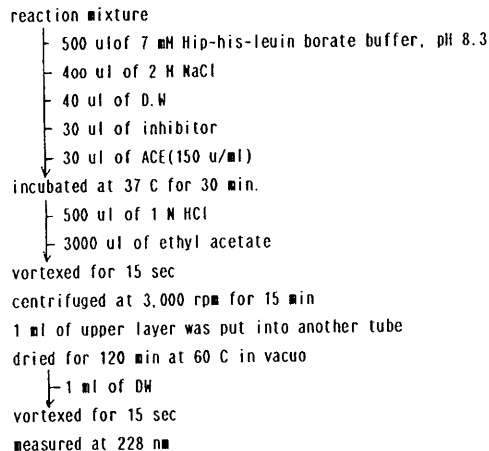 reaction mixture
500 ulof 7 mM Hip-his-leuin borate buffer, pH 8.3
400 ul of 2 M NaCl
40 ul of D.W
30 ul of inhibitor
30 ul of ACE(150 u/ml)
incubated at 37 C for 30 min.
500 ul of 1 N HCl
3000 ul of ethyl acetate
vortexed for 15 sec
centrifuged at 3,000 rpm for 15 min
1 ml of upper layer was put into another tube
dried for 120 min at 60 C in vacuo
1 ml of DW
vortexed for 15 sec
measured at 228 nm